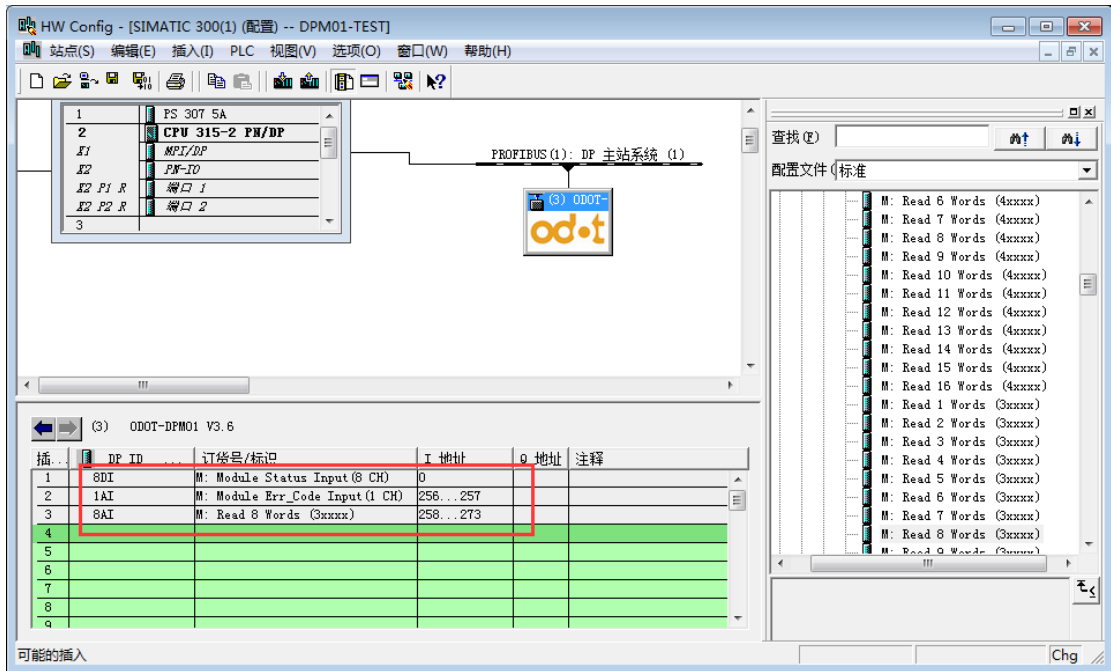 HW Config - [SIMATIC 300(1) (配置) -- DPM01-TEST]
站点(S) 编辑(E) 插入(I) PLC 视图(V) 选项(O) 窗口(W) 帮助(H)
1 PS 307 5A
2 CPU 315-2 PN/DP
X1 MPI/DP
X2 PN-IO
X2 P1 R 端口 1
X2 P2 R 端口 2
3
PROFIBUS(1): DP 主站系统 (1)
(3) ODOT-
odot
查找(F)
配置文件( 标准
M: Read 6 Words (4xxxx)
M: Read 7 Words (4xxxx)
M: Read 8 Words (4xxxx)
M: Read 9 Words (4xxxx)
M: Read 10 Words (4xxxx)
M: Read 11 Words (4xxxx)
M: Read 12 Words (4xxxx)
M: Read 13 Words (4xxxx)
M: Read 14 Words (4xxxx)
M: Read 15 Words (4xxxx)
M: Read 16 Words (4xxxx)
M: Read 1 Words (3xxxx)
M: Read 2 Words (3xxxx)
M: Read 3 Words (3xxxx)
M: Read 4 Words (3xxxx)
M: Read 5 Words (3xxxx)
M: Read 6 Words (3xxxx)
M: Read 7 Words (3xxxx)
M: Read 8 Words (3xxxx)
M: Read 9 Words (3xxxx)
(3) ODOT-DPM01 V3.6
插... DP ID ... 订货号/标识 I 地址 Q 地址 注释
1 8DI M: Module Status Input(8 CH) 0
2 1AI M: Module Err_Code Input(1 CH) 256...257
3 8AI M: Read 8 Words (3xxxx) 258...273
4
5
6
7
8
9
可能的插入
Chg